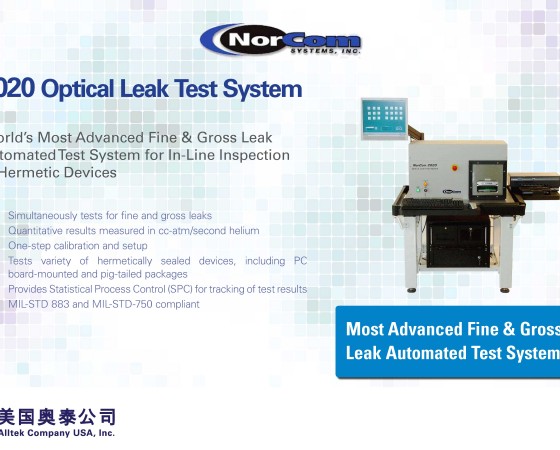 NorCom
SYSTEMS, INC.
020 Optical Leak Test System
orld's Most Advanced Fine & Gross Leak
tomated Test System for In-Line Inspection
Hermetic Devices
Simultaneously tests for fine and gross leaks
Quantitative results measured in cc-atm/second helium
One-step calibration and setup
Tests variety of hermetically sealed devices, including PC
board-mounted and pig-tailed packages
Provides Statistical Process Control (SPC) for tracking of test results
MIL-STD 883 and MIL-STD-750 compliant
NorCom 2020
NorCom
Most Advanced Fine & Gross
Leak Automated Test System
美国奥泰公司
Alltek Company USA, Inc.